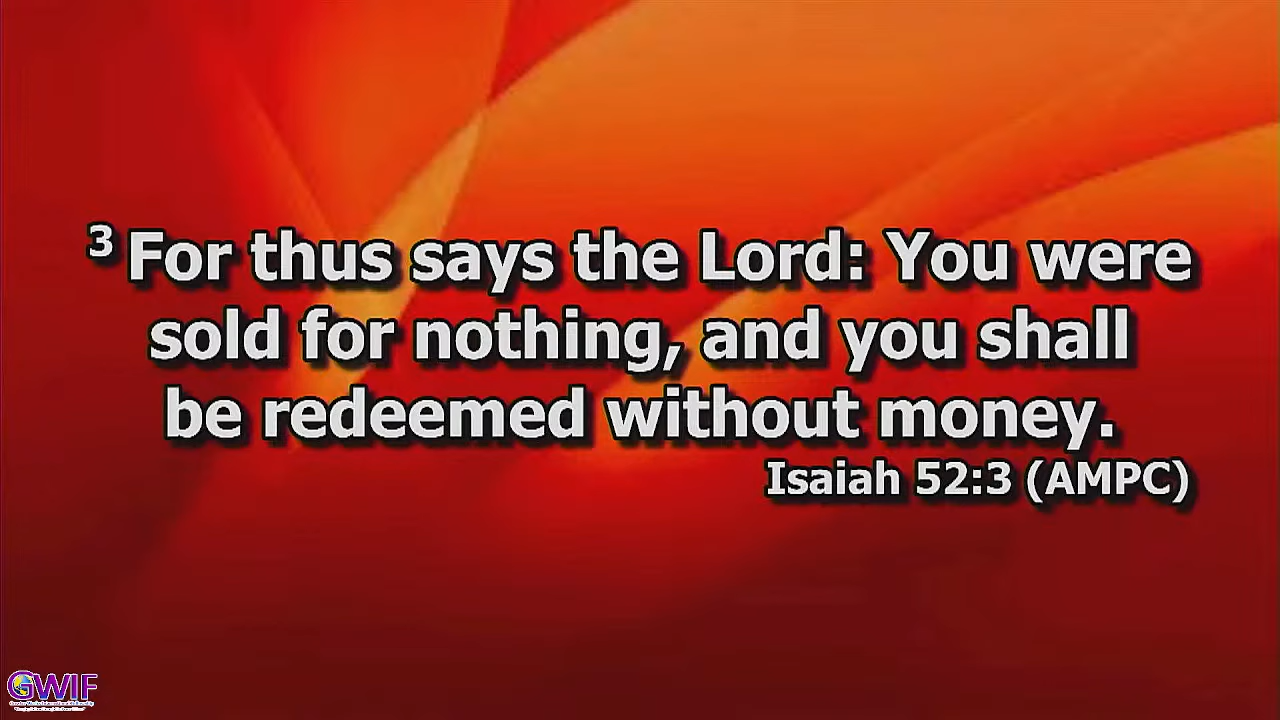 3 For thus says the Lord: You were
sold for nothing, and you shall
be redeemed without money.
Isaiah 52:3 (AMPC)
GWIF